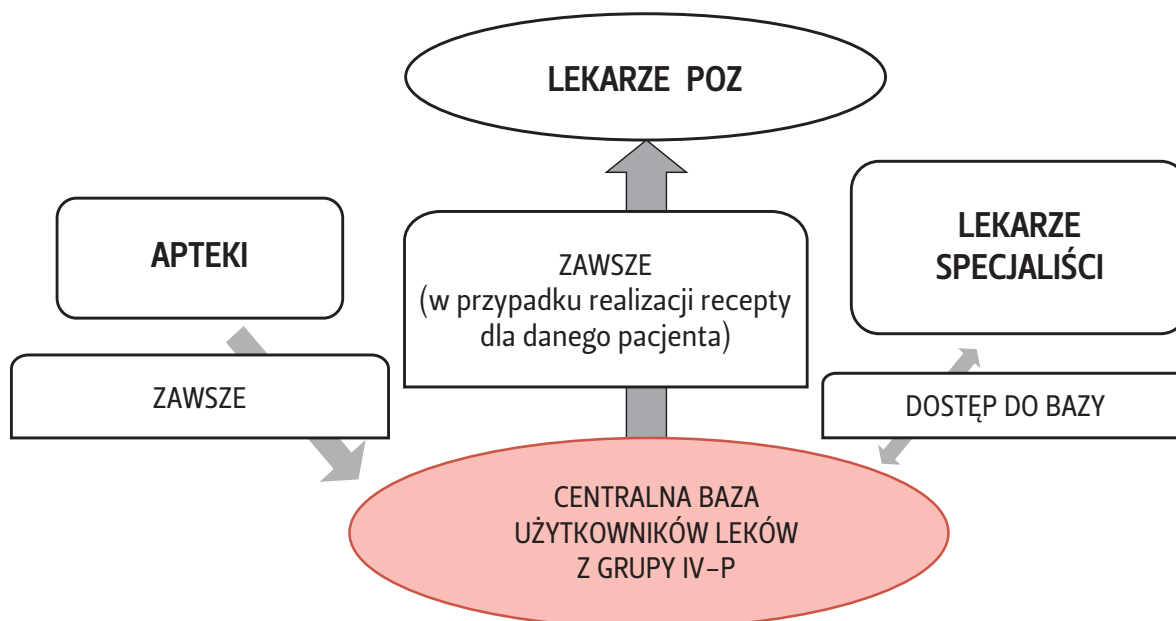 LEKARZE POZ
APTEKI
ZAWSZE
(w przypadku realizacji recepty
dla danego pacjenta)
LEKARZE
SPECJALIŚCI
ZAWSZE
DOSTĘP DO BAZY
CENTRALNA BAZA
UŻYTKOWNIKÓW LEKÓW
Z GRUPY IV–P